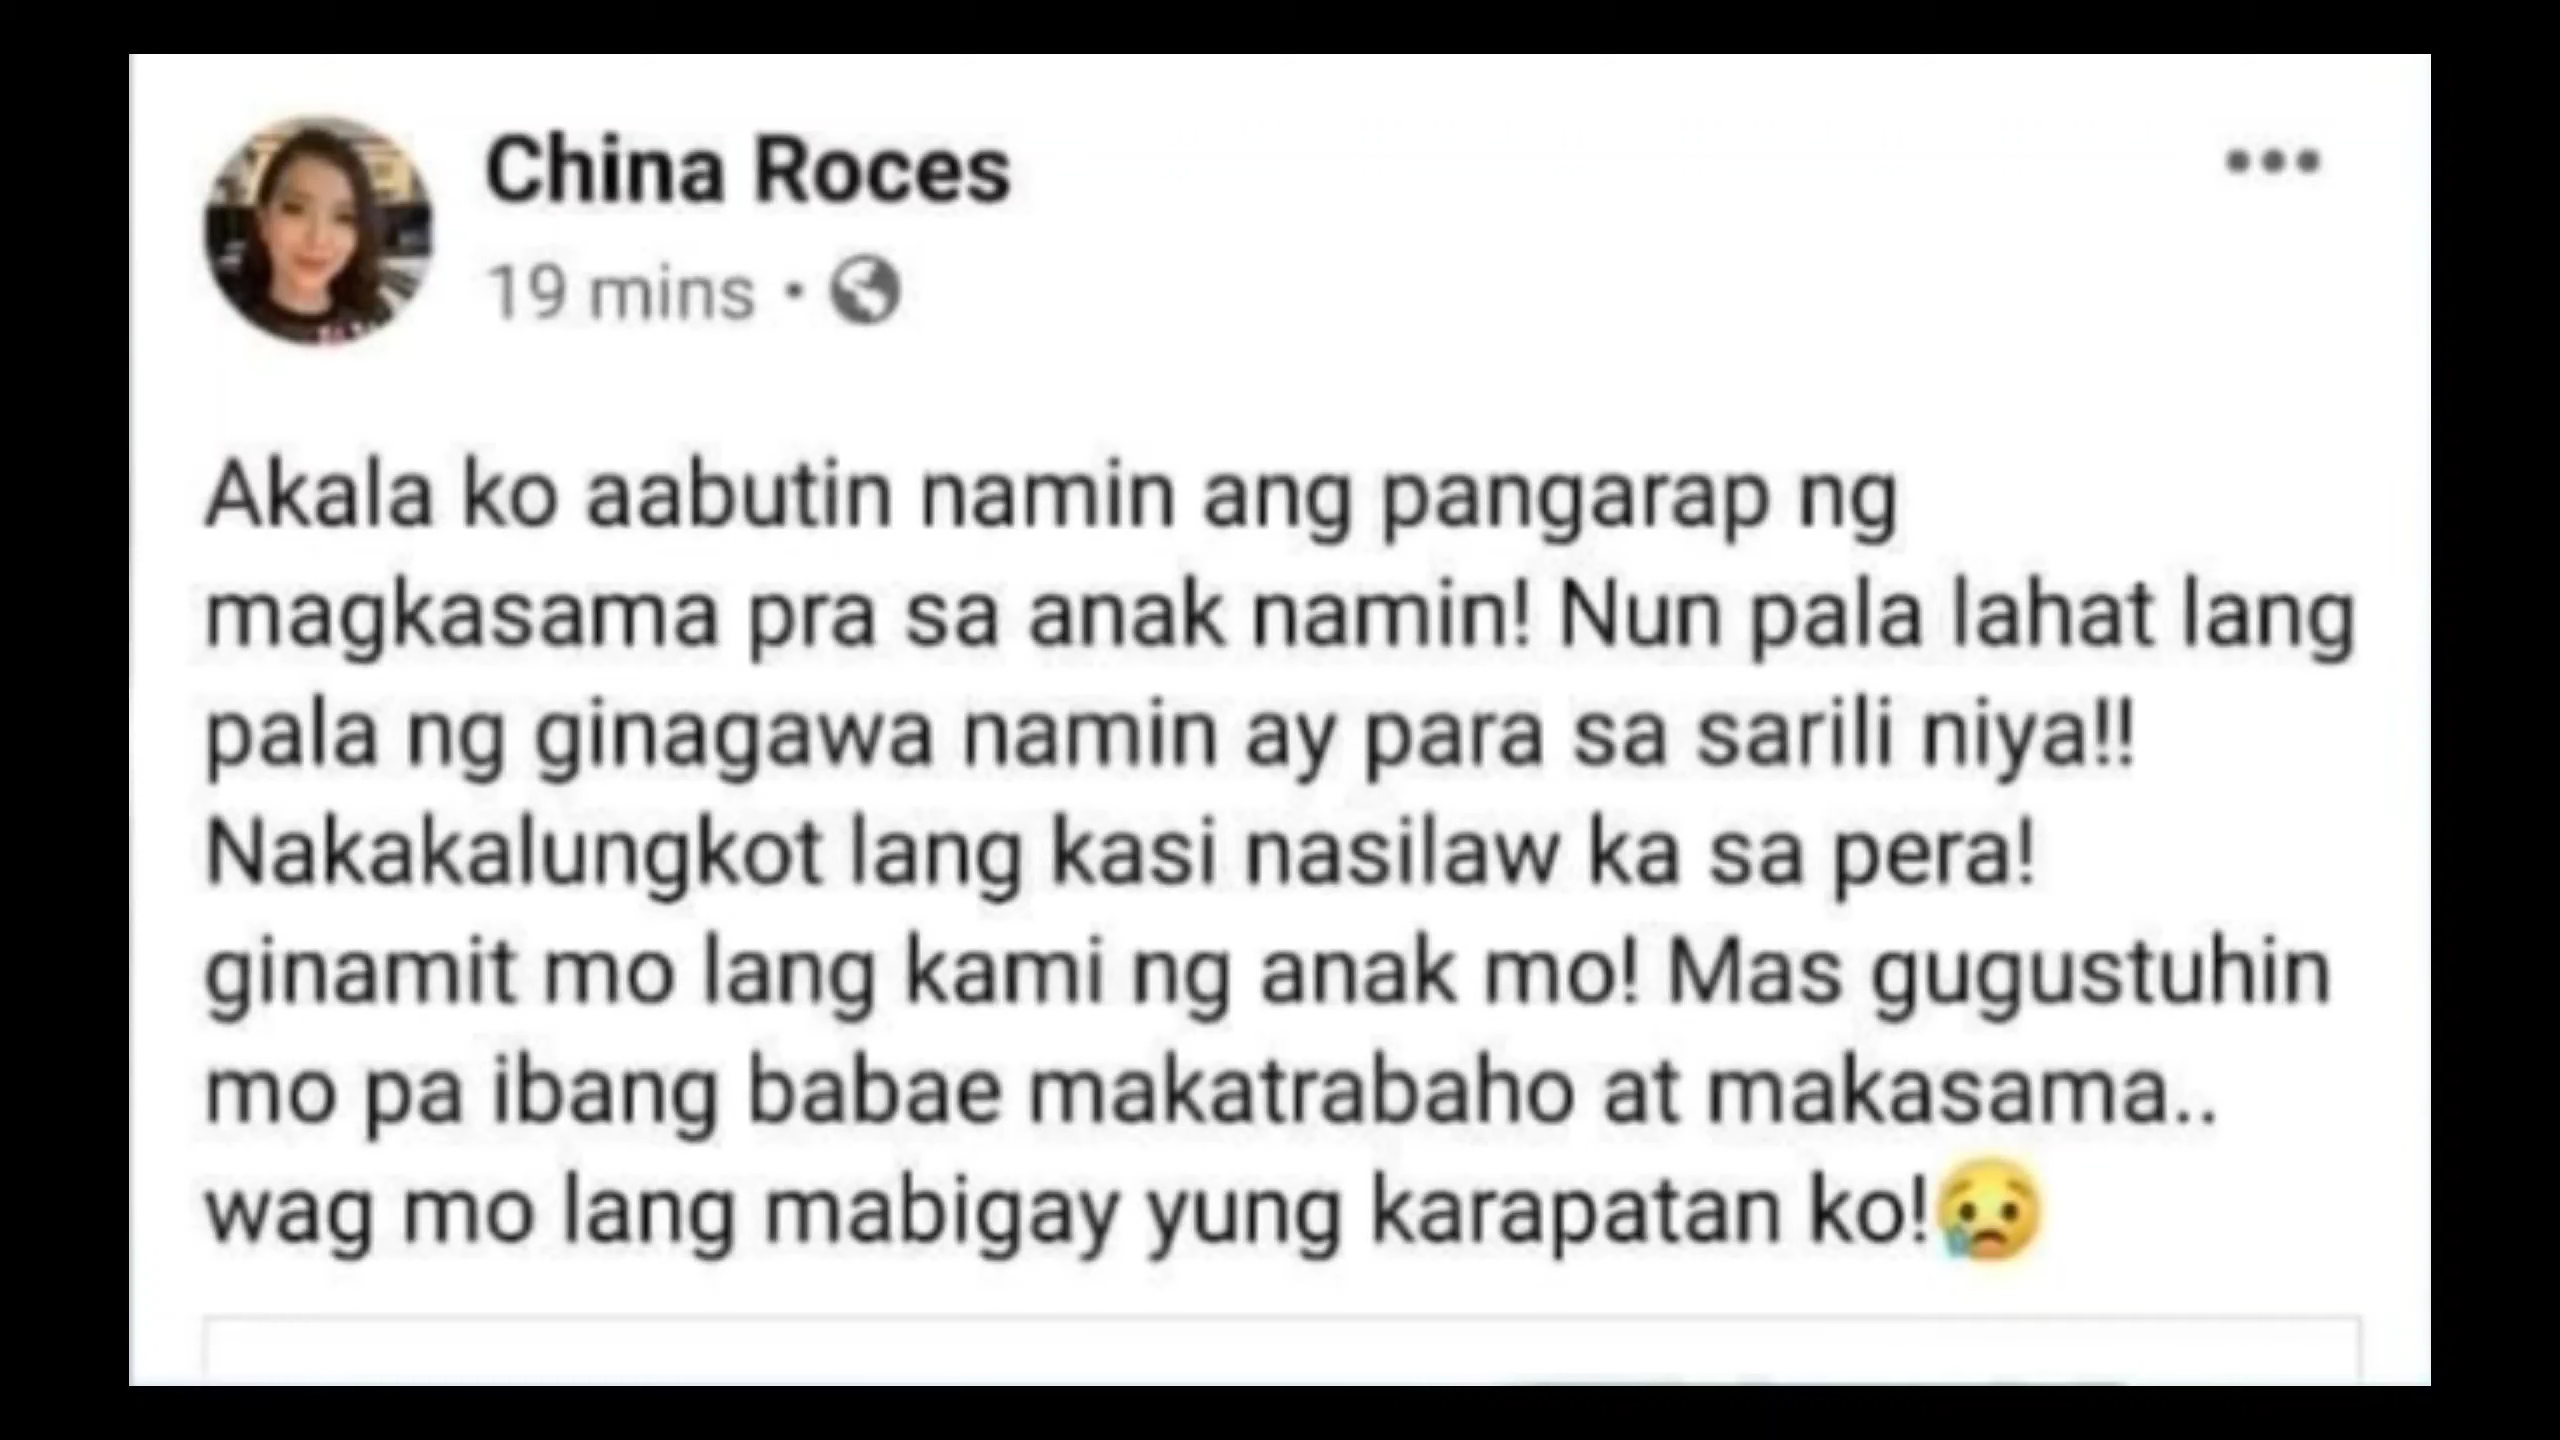 China Roces
19 mins •
Akala ko aabutin namin ang pangarap ng
magkasama pra sa anak namin! Nun pala lahat lang
pala ng ginagawa namin ay para sa sarili niya!!
Nakakalungkot lang kasi nasilaw ka sa pera!
ginamit mo lang kami ng anak mo! Mas gugustuhin
mo pa ibang babae makatrabaho at makasama..
wag mo lang mabigay yung karapatan ko!😢